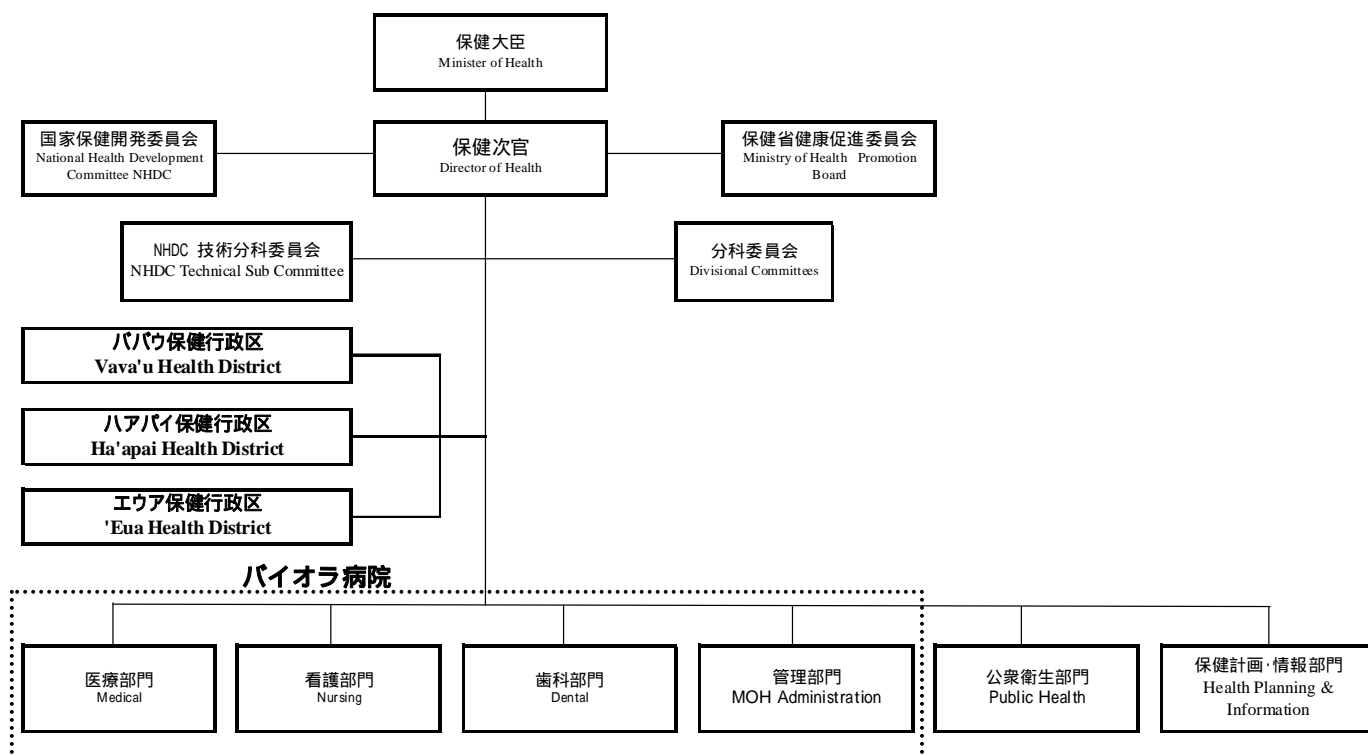 保健大臣
Minister of Health
国家保健開発委員会
National Health Development
Committee NHDC
保健次官
Director of Health
保健省健康促進委員会
Ministry of Health Promotion
Board
NHDC 技術分科委員会
NHDC Technical Sub Committee
分科委員会
Divisional Committees
ババウ保健行政区
Vava'u Health District
ハアパイ保健行政区
Ha'apai Health District
エウア保健行政区
'Eua Health District
バイオラ病院
医療部門
Medical
看護部門
Nursing
歯科部門
Dental
管理部門
MOH Administration
公衆衛生部門
Public Health
保健計画・情報部門
Health Planning &
Information